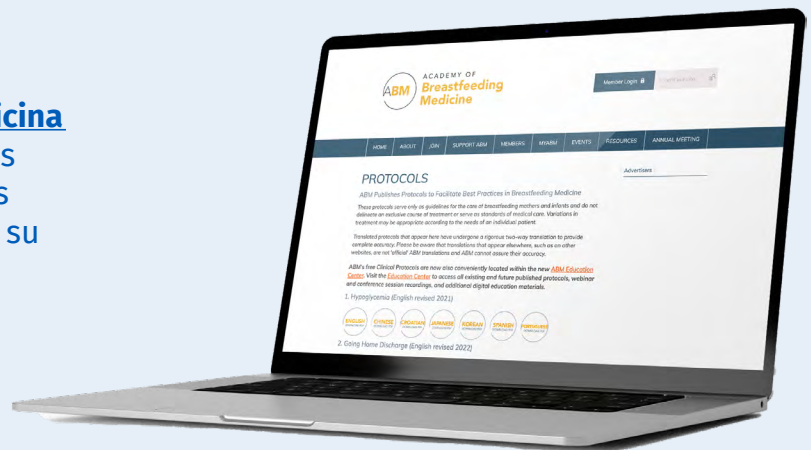 icina
s
s
su
ABM
ACADEMY OF
Breastfeeding
Medicine
Member Login
HOME
ABOUT
JOIN
SUPPORT ABM
MEMBERS
MYABM
EVENTS
RESOURCES
ANNUAL MEETING
PROTOCOLS
Advertisers
ABM Publishes Protocols to Facilitate Best Practices in Breastfeeding Medicine
These protocols serve only as guidelines for the care of breastfeeding mothers and infants and do not
delineate an exclusive course of treatment or serve as standards of medical care. Variations in
treatment may be appropriate according to the needs of an individual patient.
Translated protocols that appear here have undergone a rigorous two-way translation to provide
complete accuracy. Please be aware that translations that appear elsewhere, such as on other
websites, are not 'official' ABM translations and ABM cannot assure their accuracy.
ABM's free Clinical Protocols are now also conveniently located within the new ABM Education
Center. Visit the Education Center to access all existing and future published protocols, webinar
and conference session recordings, and additional digital education materials.
1. Hypoglycemia (English revised 2021)
ENGLISH
CHINESE
CROATIAN
JAPANESE
KOREAN
SPANISH
PORTUGUESE
2. Going Home Discharge (English revised 2022)